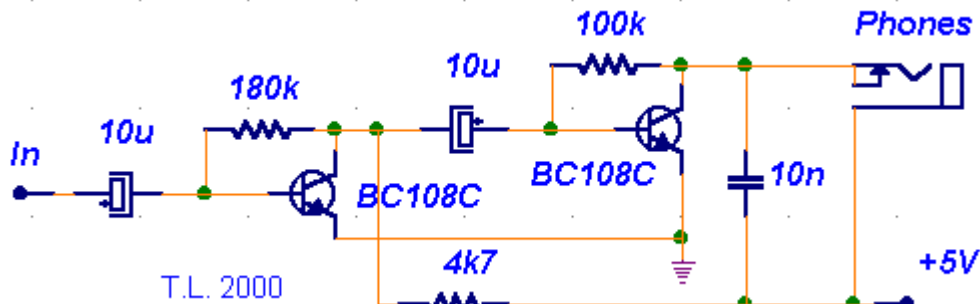 100k
Phones
10u
180k
10u
In
BC108C
BC108C
10n
4k7
+5V
T.L. 2000